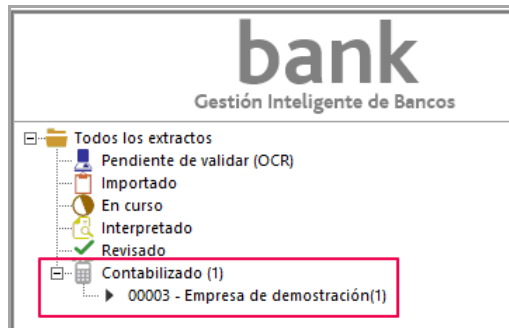 bank
Gestión Inteligente de Bancos
Todos los extractos
Pendiente de validar (OCR)
Importado
En curso
Interpretado
Revisado
Contabilizado (1)
00003 - Empresa de demostración(1)